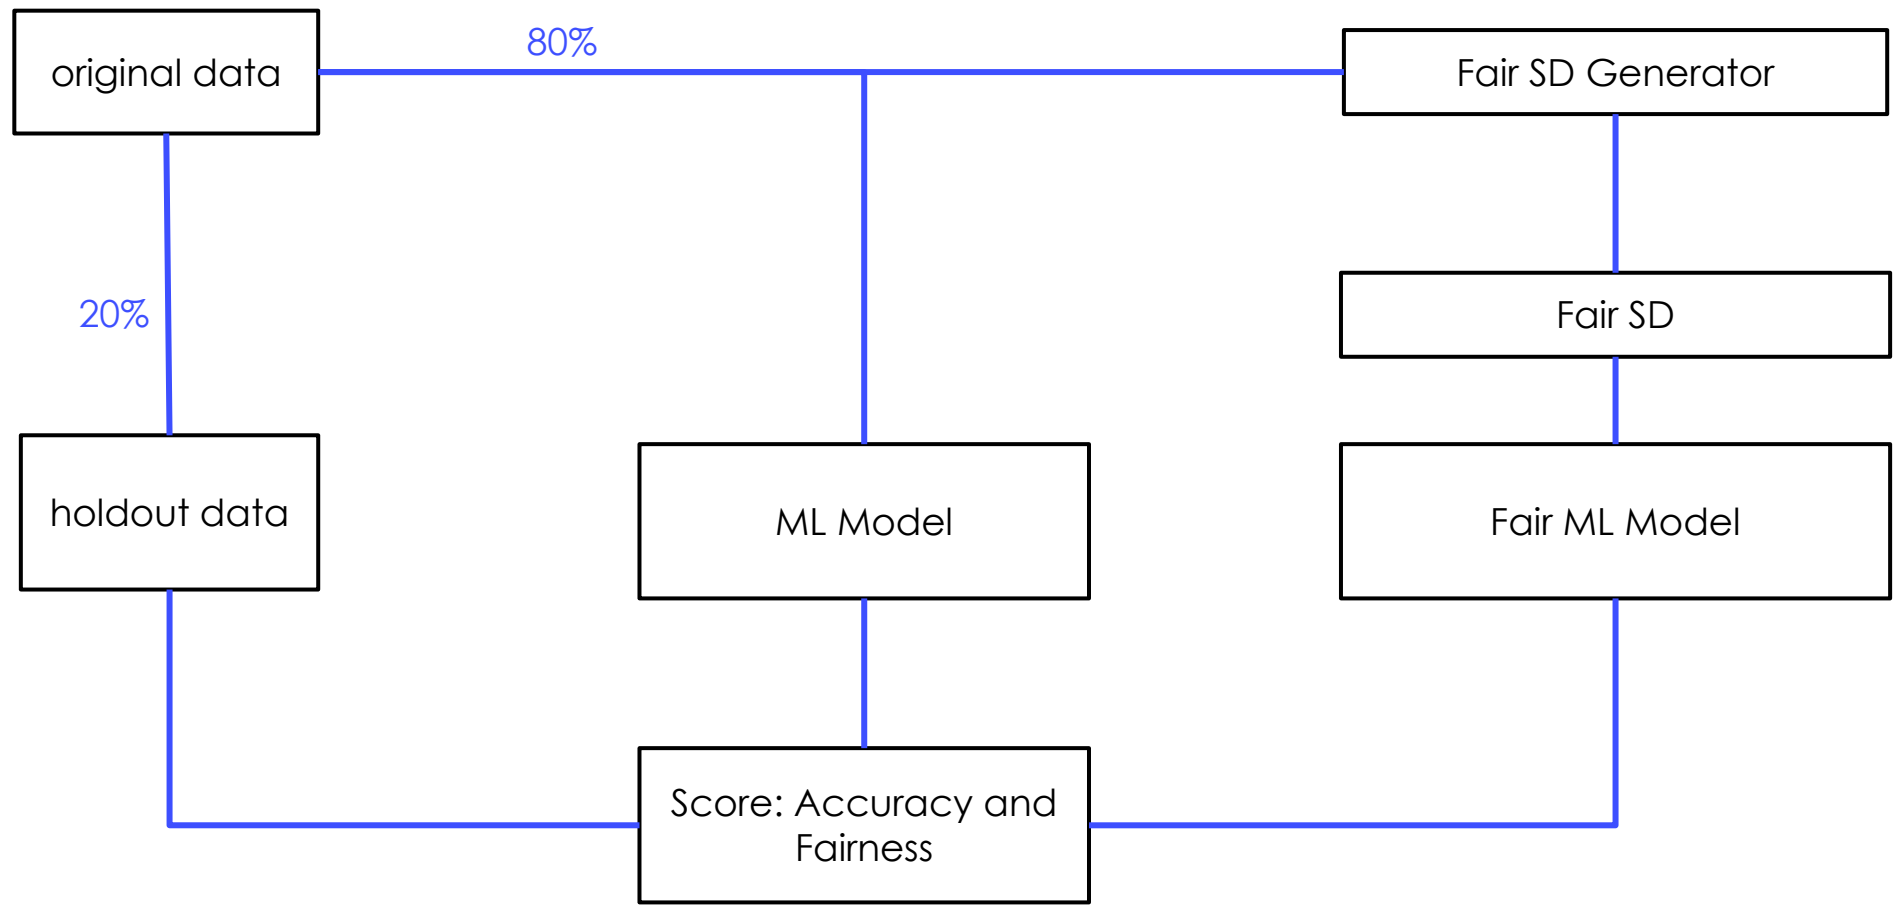 original data
80%
Fair SD Generator
20%
Fair SD
holdout data
ML Model
Fair ML Model
Score: Accuracy and
Fairness